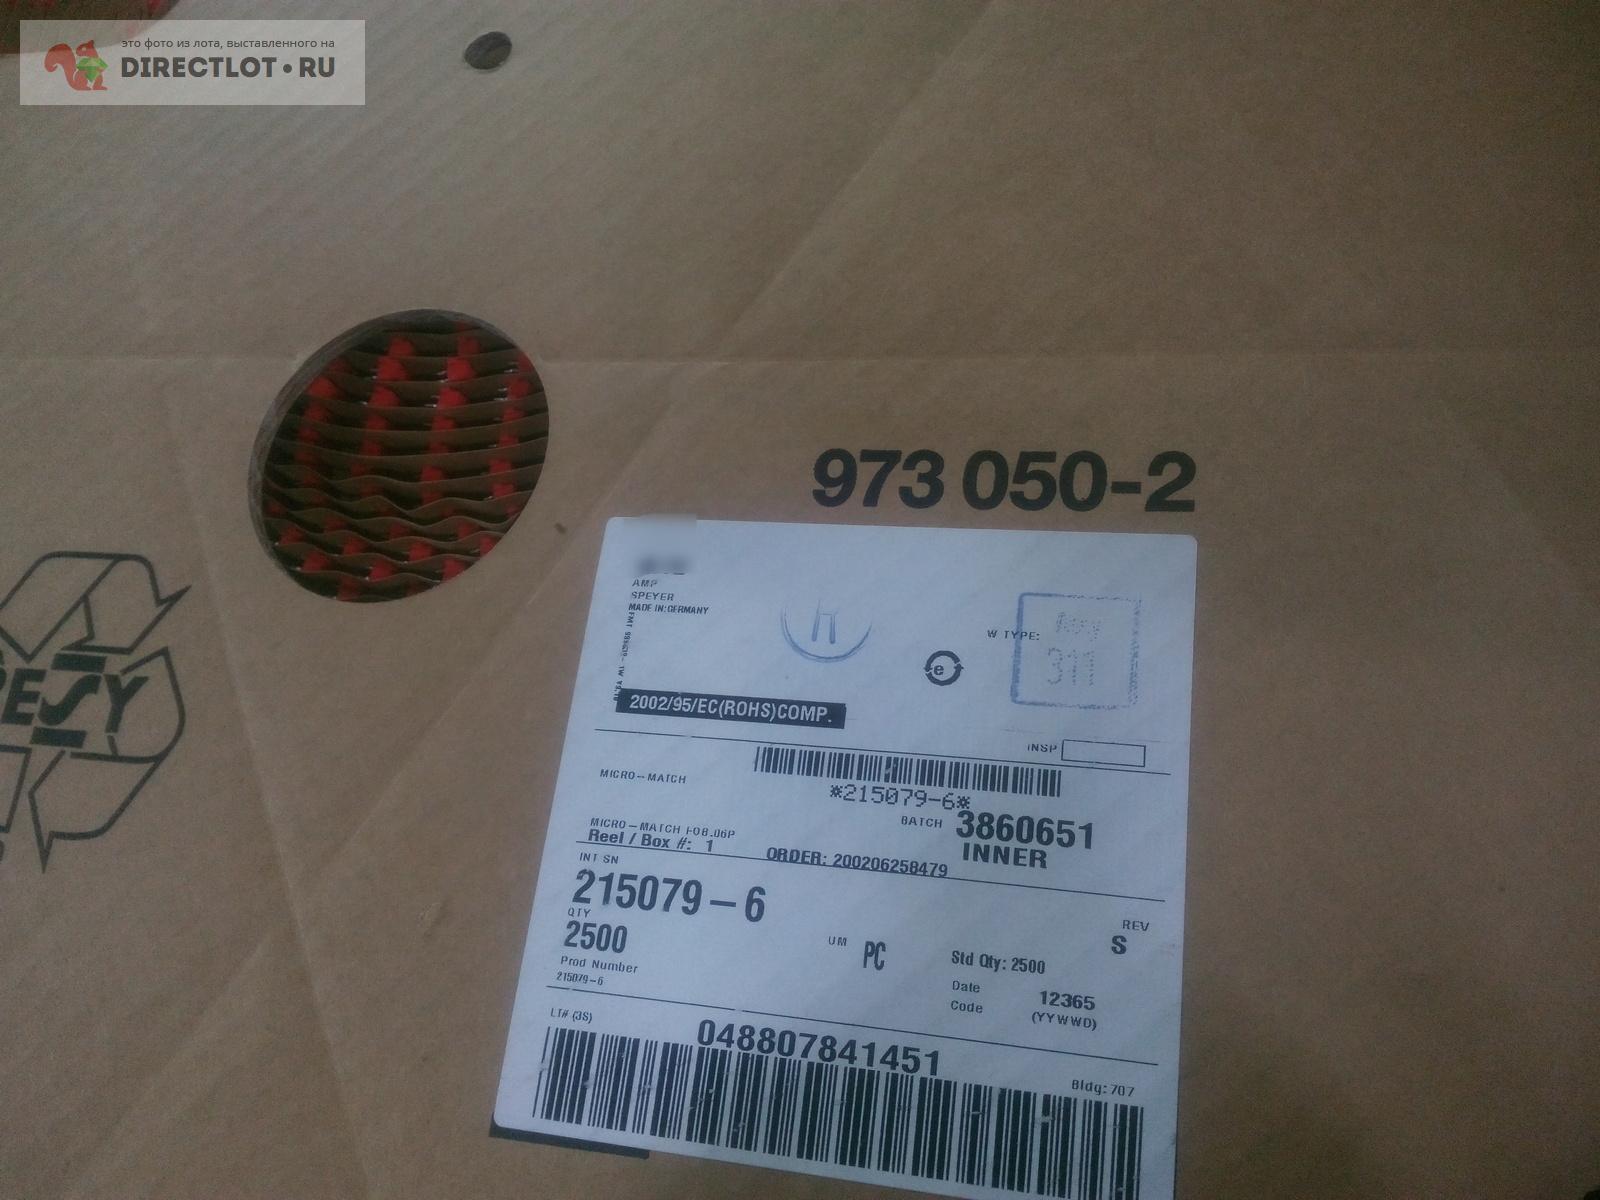 это фото из лота, выставленного на
DIRECTLOT•RU
973 050-2
RESY
AMP
SPEYER
MADE IN:GERMANY
H
W TYPE:
e
2002/95/EC(ROHS)COMP.
INSP
MICRO-MATCH
*215079-6*
BATCH 3860651
MICRO-MATCH FOB.06P
INNER
Reel / Box #: 1
ORDER: 200206258479
INT SN
215079-6
REV
S
QTY
2500
UM PC
Std Qty: 2500
Prod Number
215079-6
Date
Code
12365
(YYWWD)
LT# (3S)
048807841451
Bldg: 707